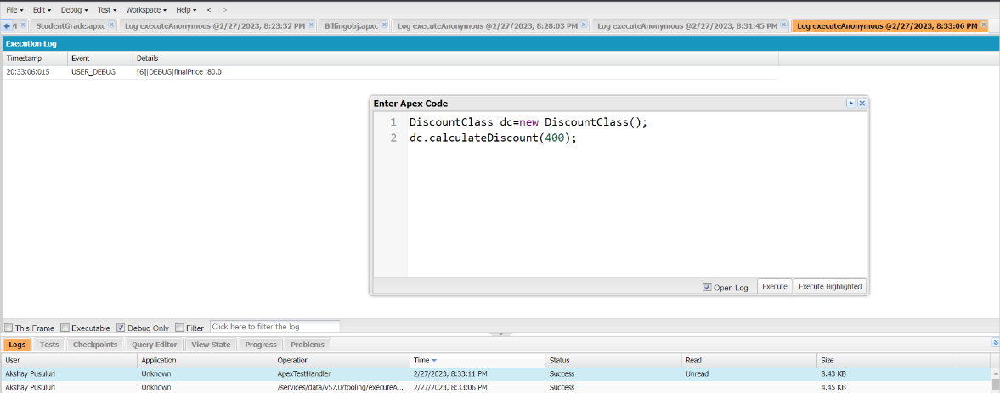 File Edit Debug Test Workspace Help < >
M StudentGrade.apxc Log executeAnonymous @2/27/2023, 8:23:32 PM Billingobj.apxc Log executeAnonymous @2/27/2023, 8:28:03 PM Log executeAnonymous @2/27/2023, 8:31:45 PM Log executeAnonymous @2/27/2023, 8:33:06 PM
Execution Log
Timestamp Event Details
20:33:06:015 USER_DEBUG [6]|DEBUG|finalPrice :80.0
Enter Apex Code
1 DiscountClass dc=new DiscountClass();
2 dc.calculateDiscount(400);
Open Log Execute Execute Highlighted
This Frame Executable Debug Only Filter Click here to filter the log
Logs Tests Checkpoints Query Editor View State Progress Problems
User Application Operation Time Status Read Size
Akshay Pusuluri Unknown ApexTestHandler 2/27/2023, 8:33:11 PM Success Unread 8.43 KB
Akshay Pusuluri Unknown /services/data/v57.0/tooling/executeA... 2/27/2023, 8:33:06 PM Success 4.45 KB